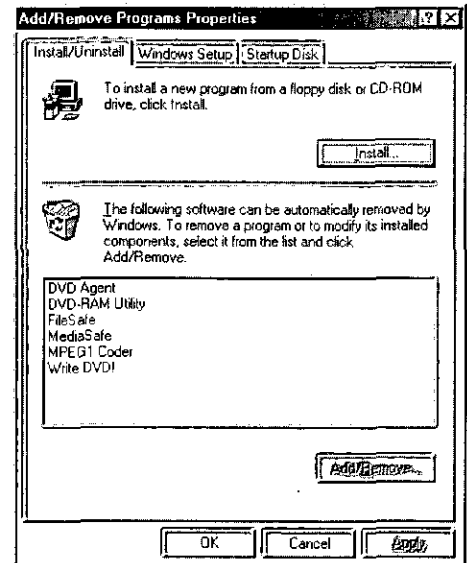 Add/Remove Programs Properties
Install/Uninstall Windows Setup Startup Disk
To install a new program from a floppy disk or CD-ROM
drive, click Install.
Install...
The following software can be automatically removed by
Windows. To remove a program or to modify its installed
components, select it from the list and click
Add/Remove.
DVD Agent
DVD-RAM Utility
FileSafe
MediaSafe
MPEG1 Coder
Write DVD!
Add/Remove...
OK Cancel Apply